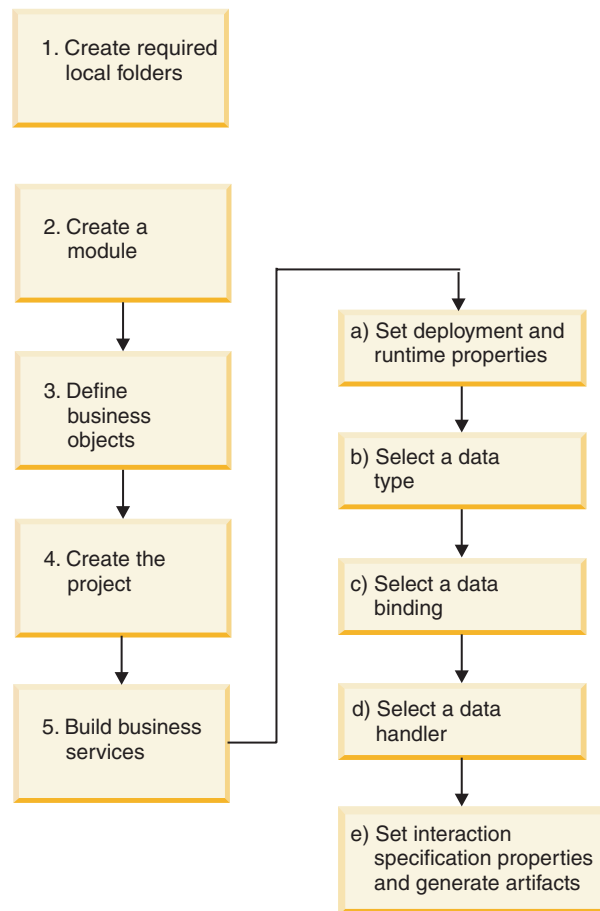 1. Create required
local folders
2. Create a
module
3. Define
business
objects
4. Create the
project
5. Build business
services
a) Set deployment and
runtime properties
b) Select a data
type
c) Select a data
binding
d) Select a data
handler
e) Set interaction
specification properties
and generate artifacts